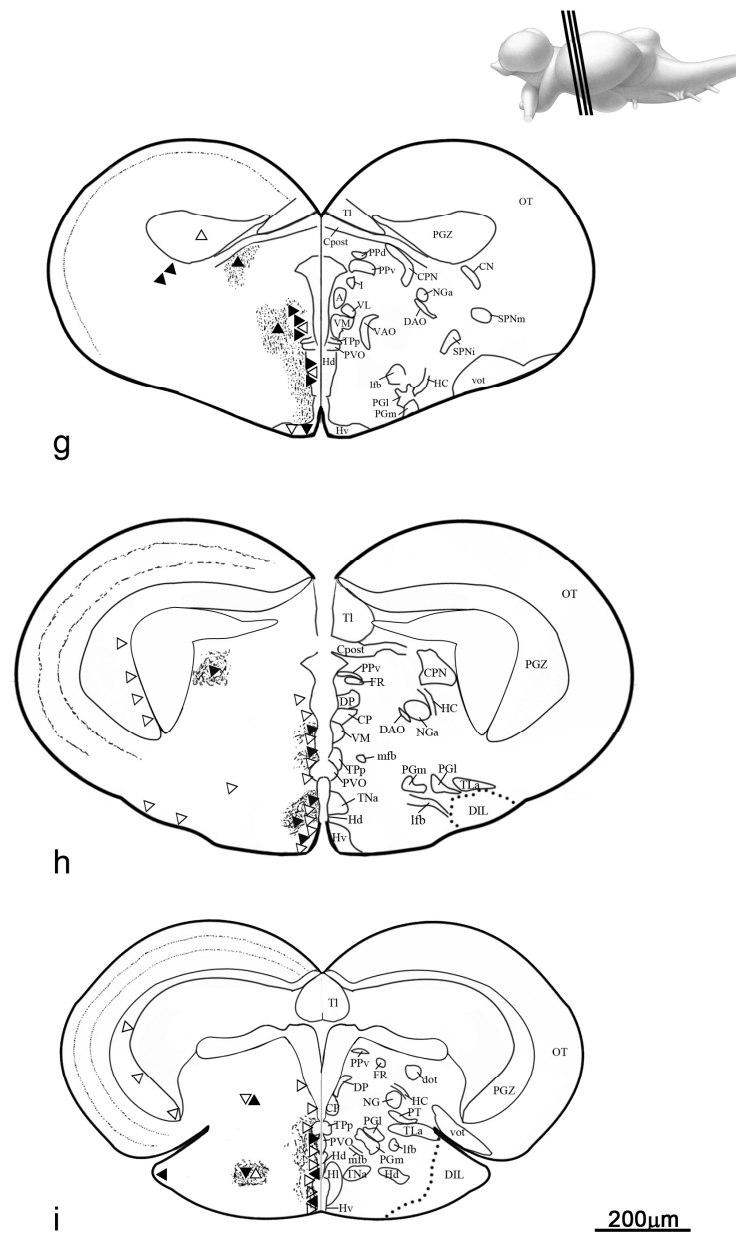 OT
Tl
PGZ
Cpost
PPd
PPv
CPN
CN
I
NGa
A
VL
DAO
SPNm
VM
VAO
TPp
PVO
SPNi
Hd
lfb
HC
vot
PGl
PGm
Hv
g
OT
Tl
Cpost
PGZ
PPv
CPN
FR
DP
HC
CP
DAO
NGa
VM
mfb
TPp
PGm
PGl
PVO
TLa
TNa
DIL
lfb
Hd
Hv
h
Tl
OT
PPv
FR
dot
DP
PGZ
NG
HC
CP
PT
TPp
PGl
TLa
vot
PVO
lfb
Hd
mfb
PGm
Hl
TNa
Hd
DIL
Hv
i
200µm